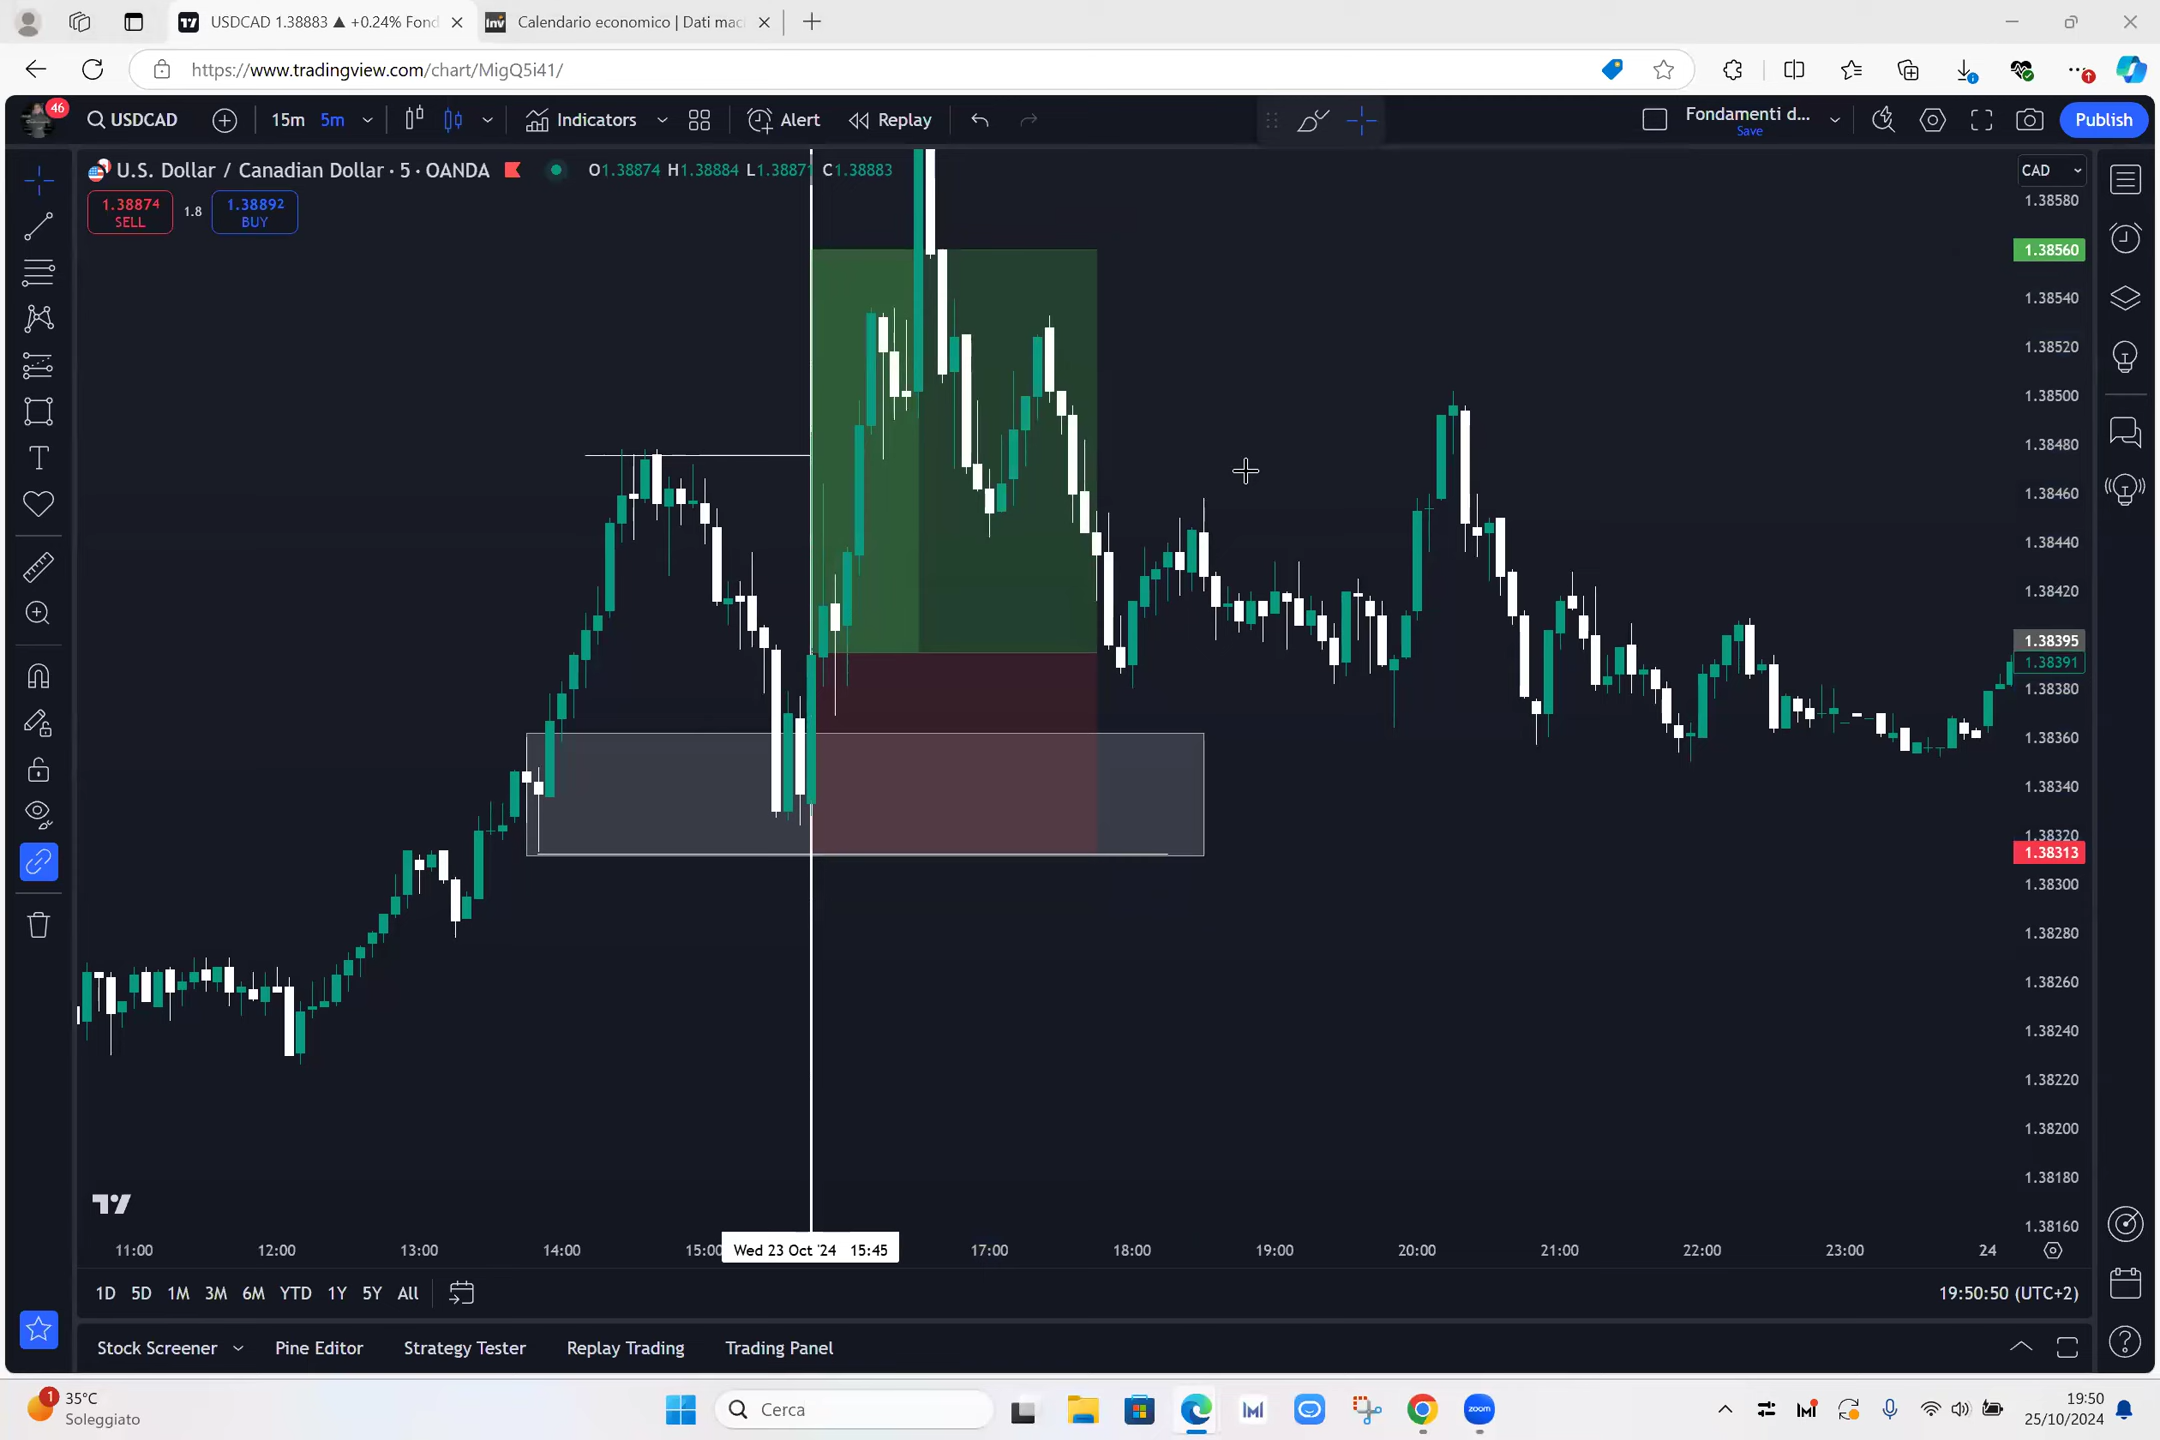 USDCAD 1.38883 ▲ +0.24% Fond
Calendario economico | Dati mac
https://www.tradingview.com/chart/MigQ5i41/
46
USDCAD
15m
5m
Indicators
Alert
Replay
Fondamenti d...
Save
Publish
U.S. Dollar / Canadian Dollar · 5 · OANDA
O1.38874 H1.38884 L1.38871 C1.38883
CAD
1.38874
SELL
1.8
1.38892
BUY
1.38580
1.38560
1.38540
1.38520
1.38500
1.38480
1.38460
1.38440
1.38420
1.38395
1.38391
1.38380
1.38360
1.38340
1.38320
1.38313
1.38300
1.38280
1.38260
1.38240
1.38220
1.38200
1.38180
1.38160
11:00 12:00 13:00 14:00 15:00 Wed 23 Oct '24 15:45 17:00 18:00 19:00 20:00 21:00 22:00 23:00 24
1D 5D 1M 3M 6M YTD 1Y 5Y All
19:50:50 (UTC+2)
Stock Screener Pine Editor Strategy Tester Replay Trading Trading Panel
1
35°C
Soleggiato
Cerca
zoom
19:50
25/10/2024